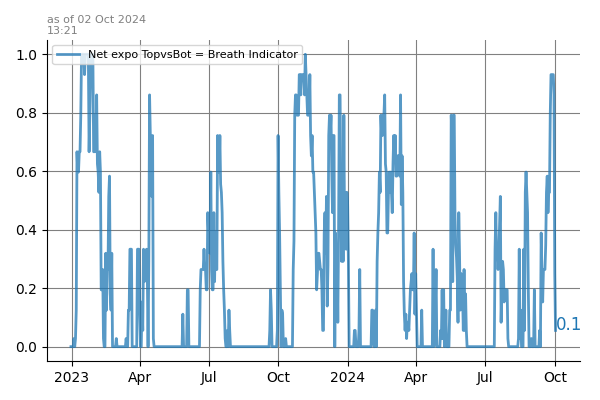 as of 02 Oct 2024
13:21
Net expo TopvsBot = Breath Indicator
1.0
0.8
0.6
0.4
0.2
0.0
0.1
2023 Apr Jul Oct 2024 Apr Jul Oct